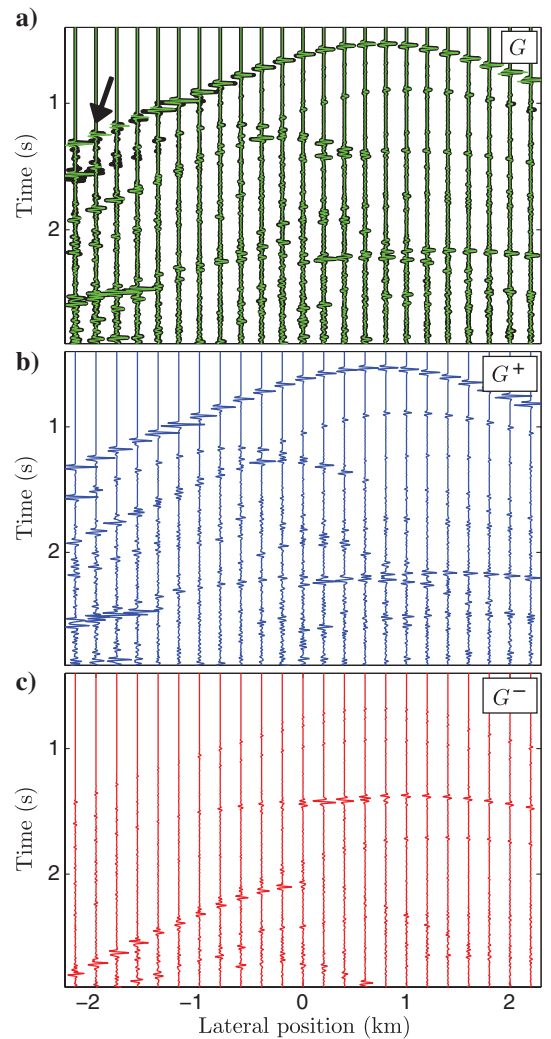 a)
G
1
2
Time (s)
b)
G+
1
2
Time (s)
c)
G−
1
2
Time (s)
−2 −1 0 1 2
Lateral position (km)